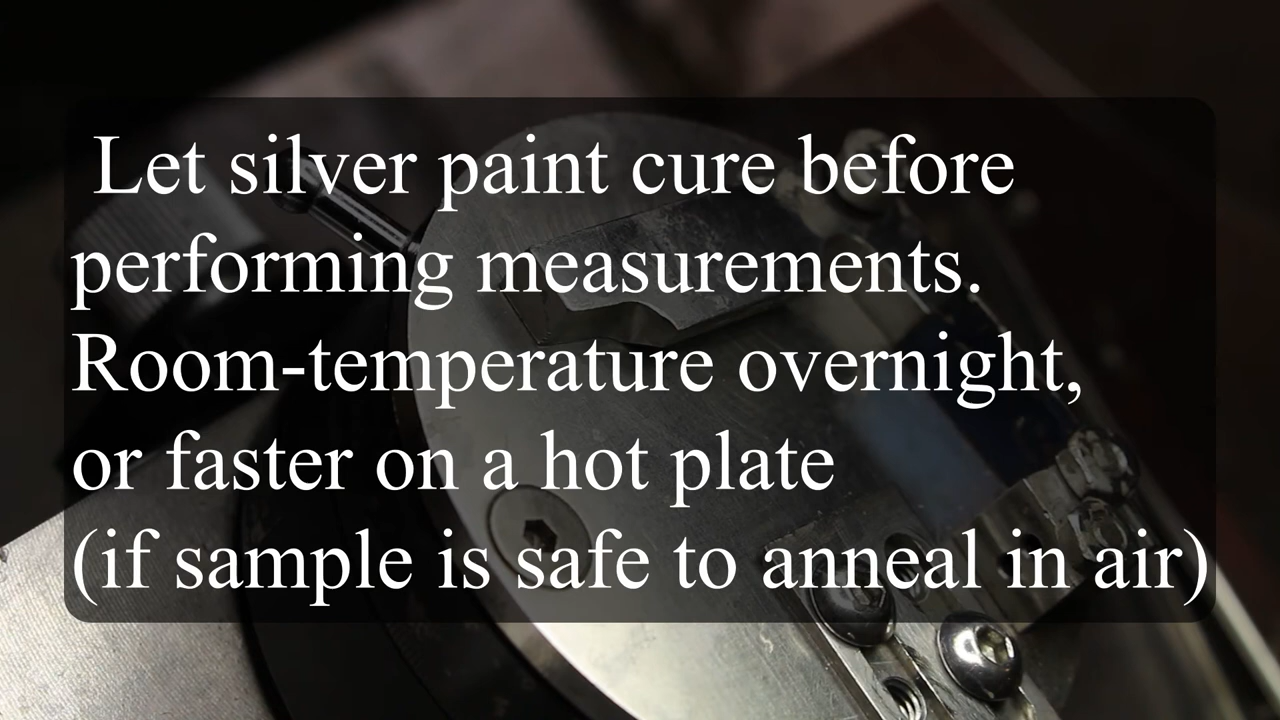 Let silver paint cure before
performing measurements.
Room-temperature overnight,
or faster on a hot plate
(if sample is safe to anneal in air)